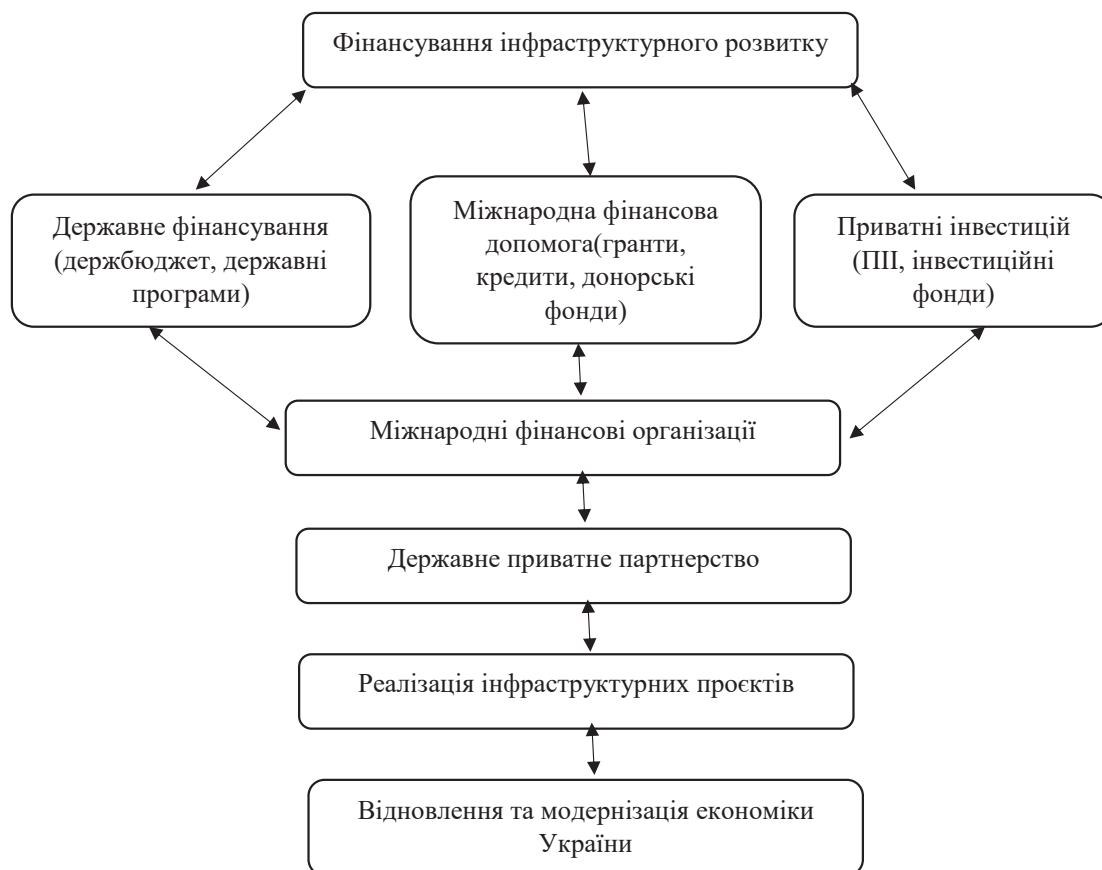 Фінансування інфраструктурного розвитку
Державне фінансування
(держбюджет, державні
програми)
Міжнародна фінансова
допомога(гранти,
кредити, донорські
фонди)
Приватні інвестицій
(ПІІ, інвестиційні
фонди)
Міжнародні фінансові організації
Державне приватне партнерство
Реалізація інфраструктурних проєктів
Відновлення та модернізація економіки
України